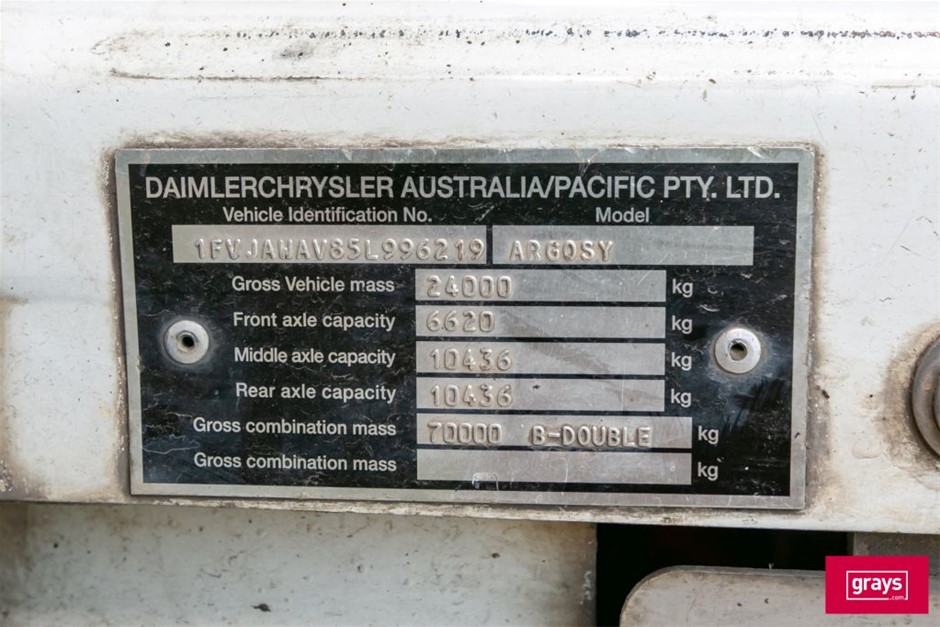 DAIMLERCHRYSLER AUSTRALIA/PACIFIC PTY. LTD.
Vehicle Identification No. Model
1FVJAWAV85L996219 ARGOSY
Gross Vehicle mass 24000 kg
Front axle capacity 6620 kg
Middle axle capacity 10436 kg
Rear axle capacity 10436 kg
Gross combination mass 70000 B-DOUBLE kg
Gross combination mass kg
grays
.com